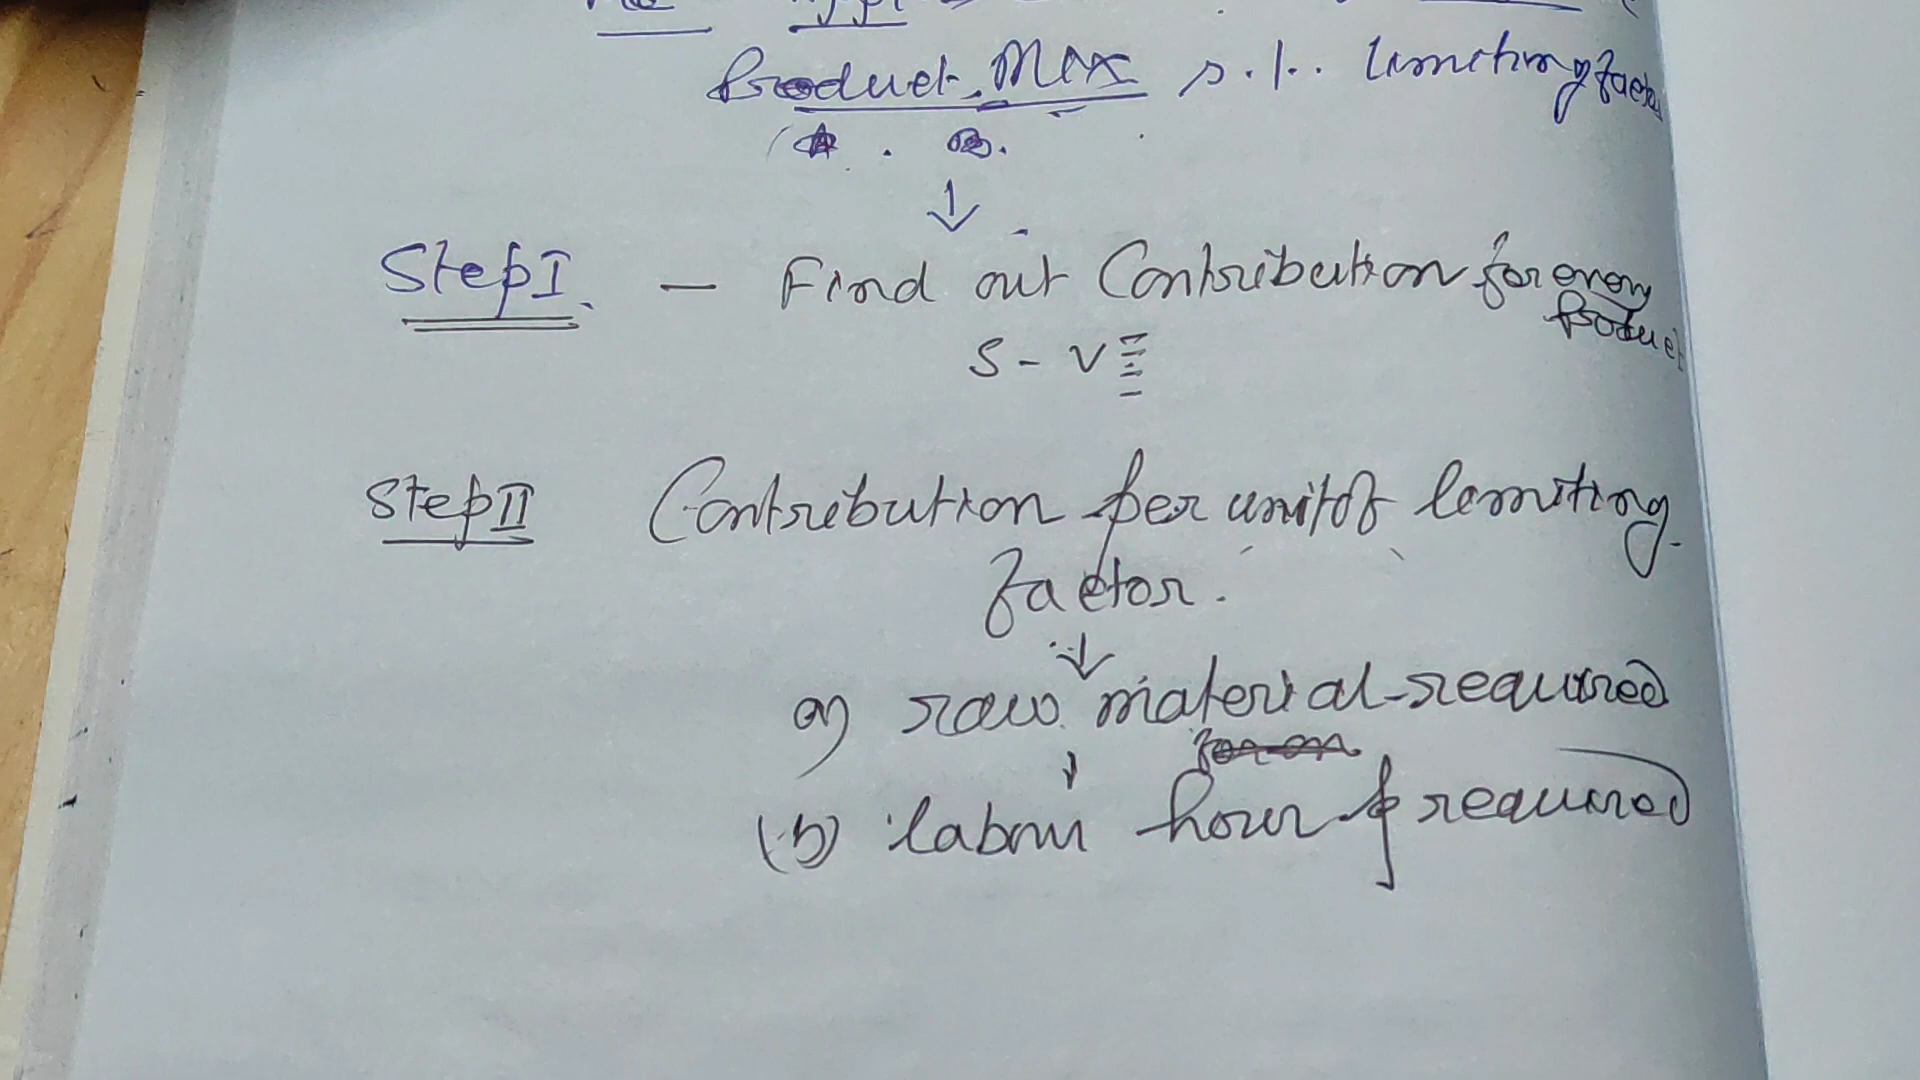 Product Mix s.t. limiting factor
A . B.
Step I. - Find out Contribution for every
Product
S - V
Step II Contribution per unit of limiting
factor.
a) raw material required
(b) labour hour required